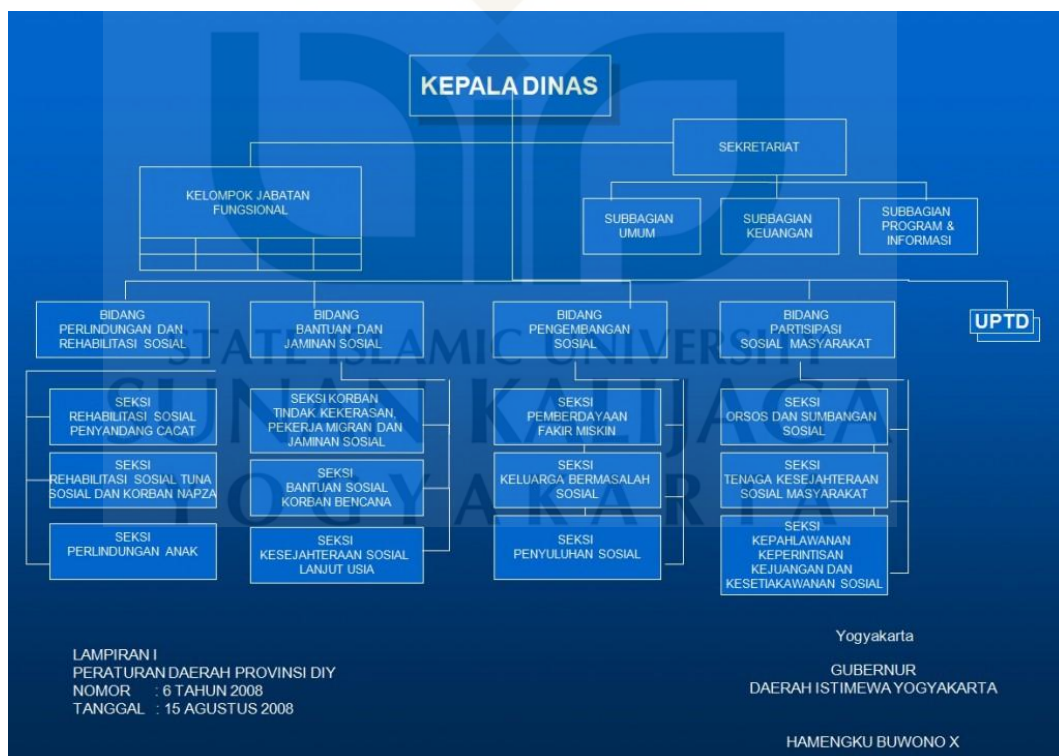 KEPALA DINAS
SEKRETARIAT
KELOMPOK JABATAN
FUNGSIONAL
SUBBAGIAN
UMUM
SUBBAGIAN
KEUANGAN
SUBBAGIAN
PROGRAM &
INFORMASI
BIDANG
PERLINDUNGAN DAN
REHABILITASI SOSIAL
BIDANG
BANTUAN DAN
JAMINAN SOSIAL
BIDANG
PENGEMBANGAN
SOSIAL
BIDANG
PARTISIPASI
SOSIAL MASYARAKAT
UPTD
STATE ISLAMIC UNIVERSITY
SUNAN KALIJAGA
YOGYAKARTA
SEKSI
REHABILITASI SOSIAL
PENYANDANG CACAT
SEKSI KORBAN
TINDAK KEKERASAN,
PEKERJA MIGRAN DAN
JAMINAN SOSIAL
SEKSI
PEMBERDAYAAN
FAKIR MISKIN
SEKSI
ORSOS DAN SUMBANGAN
SOSIAL
SEKSI
REHABILITASI SOSIAL TUNA
SOSIAL DAN KORBAN NAPZA
SEKSI
BANTUAN SOSIAL
KORBAN BENCANA
SEKSI
KELUARGA BERMASALAH
SOSIAL
SEKSI
TENAGA KESEJAHTERAAN
SOSIAL MASYARAKAT
SEKSI
PERLINDUNGAN ANAK
SEKSI
KESEJAHTERAAN SOSIAL
LANJUT USIA
SEKSI
PENYULUHAN SOSIAL
SEKSI
KEPAHLAWANAN
KEPERINTISAN
KEJUANGAN DAN
KESETIAKAWANAN SOSIAL
LAMPIRAN I
PERATURAN DAERAH PROVINSI DIY
NOMOR : 6 TAHUN 2008
TANGGAL : 15 AGUSTUS 2008
Yogyakarta
GUBERNUR
DAERAH ISTIMEWA YOGYAKARTA
HAMENGKU BUWONO X